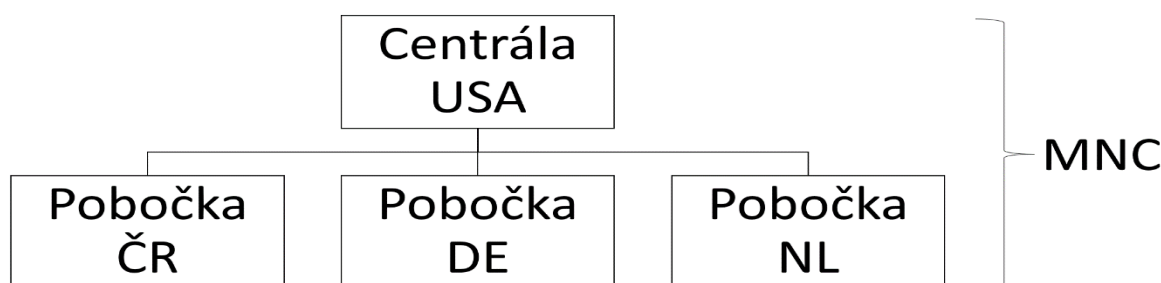 Centrála
USA
MNC
Pobočka
ČR
Pobočka
DE
Pobočka
NL